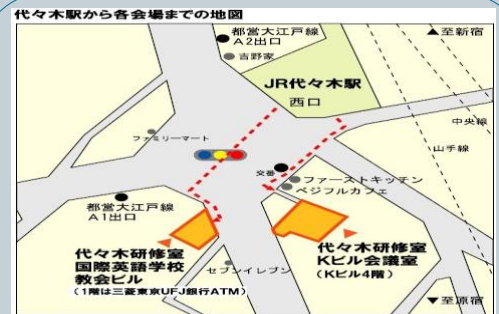 代々木駅から各会場までの地図
都営大江戸線
A2出口
吉野家
▲至新宿
JR代々木駅
西口
中央線
山手線
ファミリーマート
交番
ファーストキッチン
ベジフルカフェ
都営大江戸線
A1出口
代々木研修室
国際英語学校
教会ビル
(1階は三菱東京UFJ銀行ATM)
セブンイレブン
代々木研修室
Kビル会議室
(Kビル4階)
▼至原宿